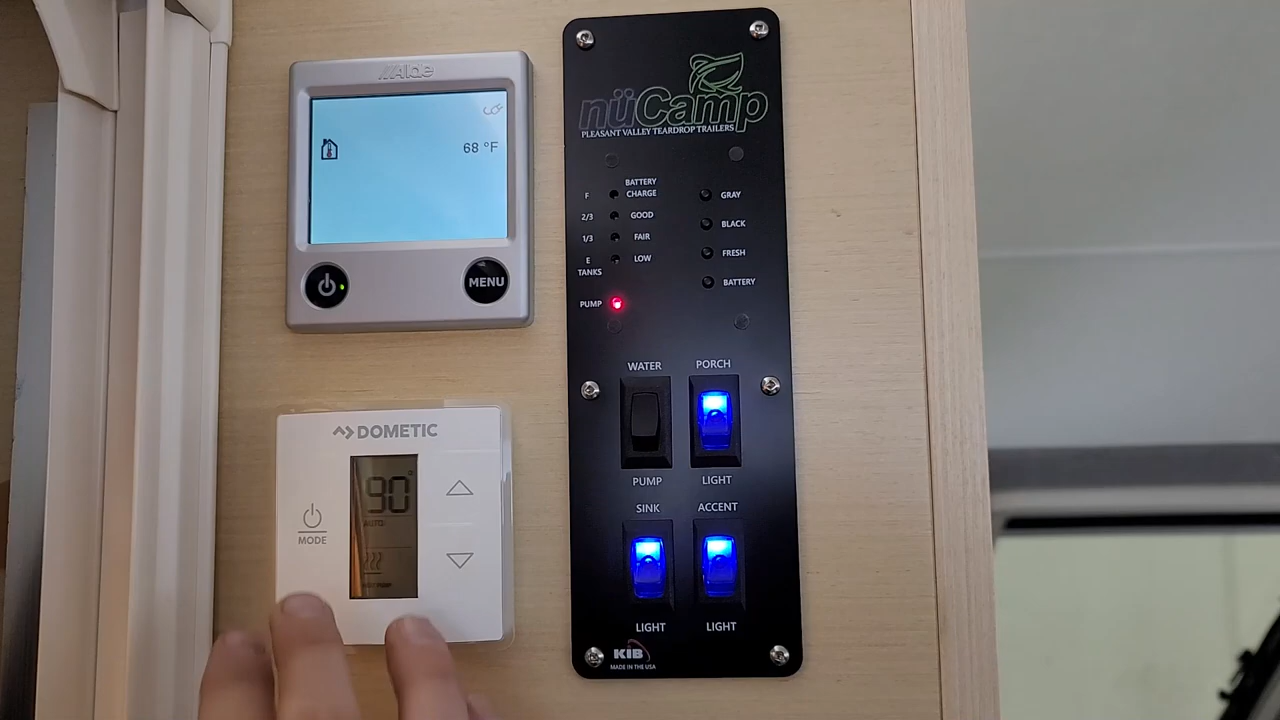 Alde
68 °F
MENU
DOMETIC
90
AUTO
MODE
nüCamp
PLEASANT VALLEY TEARDROP TRAILERS
BATTERY
F CHARGE GRAY
2/3 GOOD BLACK
1/3 FAIR FRESH
E LOW BATTERY
TANKS
PUMP
WATER PORCH
PUMP LIGHT
SINK ACCENT
LIGHT LIGHT
KIB
MADE IN THE USA